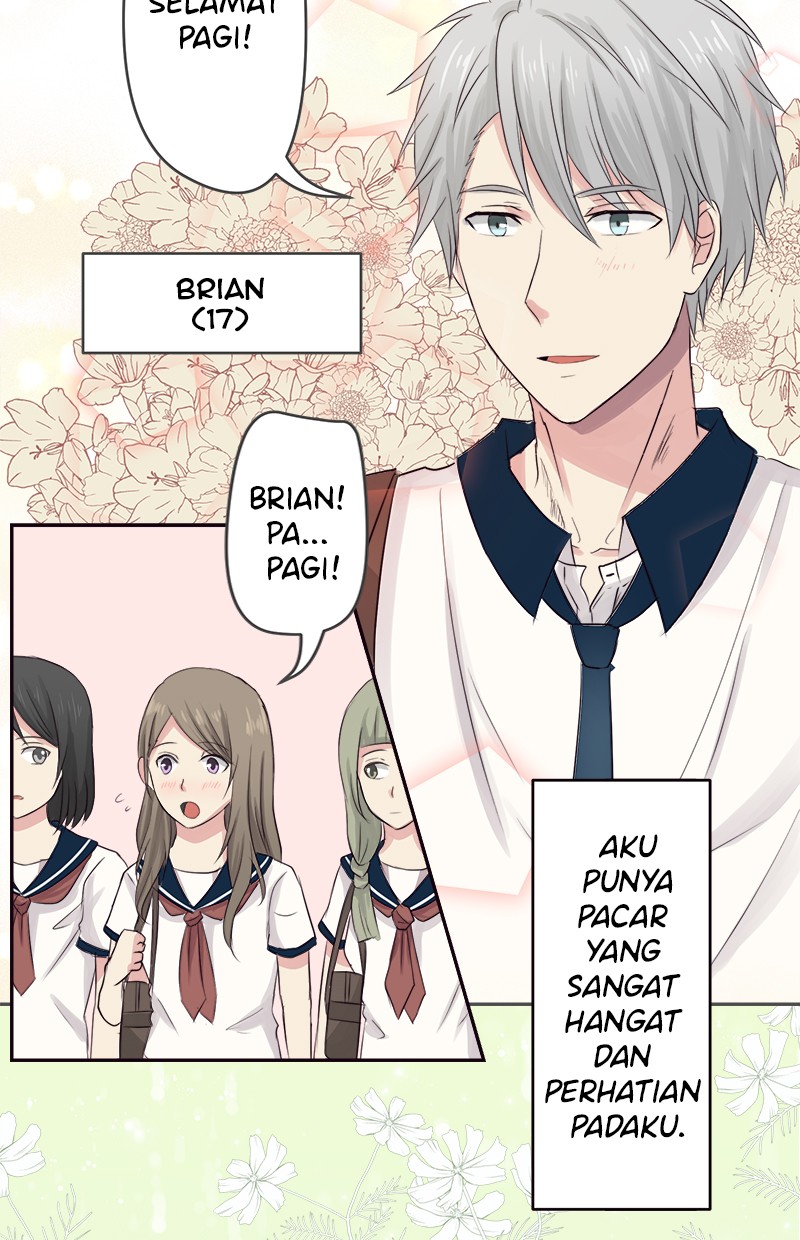 SELAMAT
PAGI!
BRIAN
(17)
BRIAN!
PA...
PAGI!
AKU
PUNYA
PACAR
YANG
SANGAT
HANGAT
DAN
PERHATIAN
PADAKU.